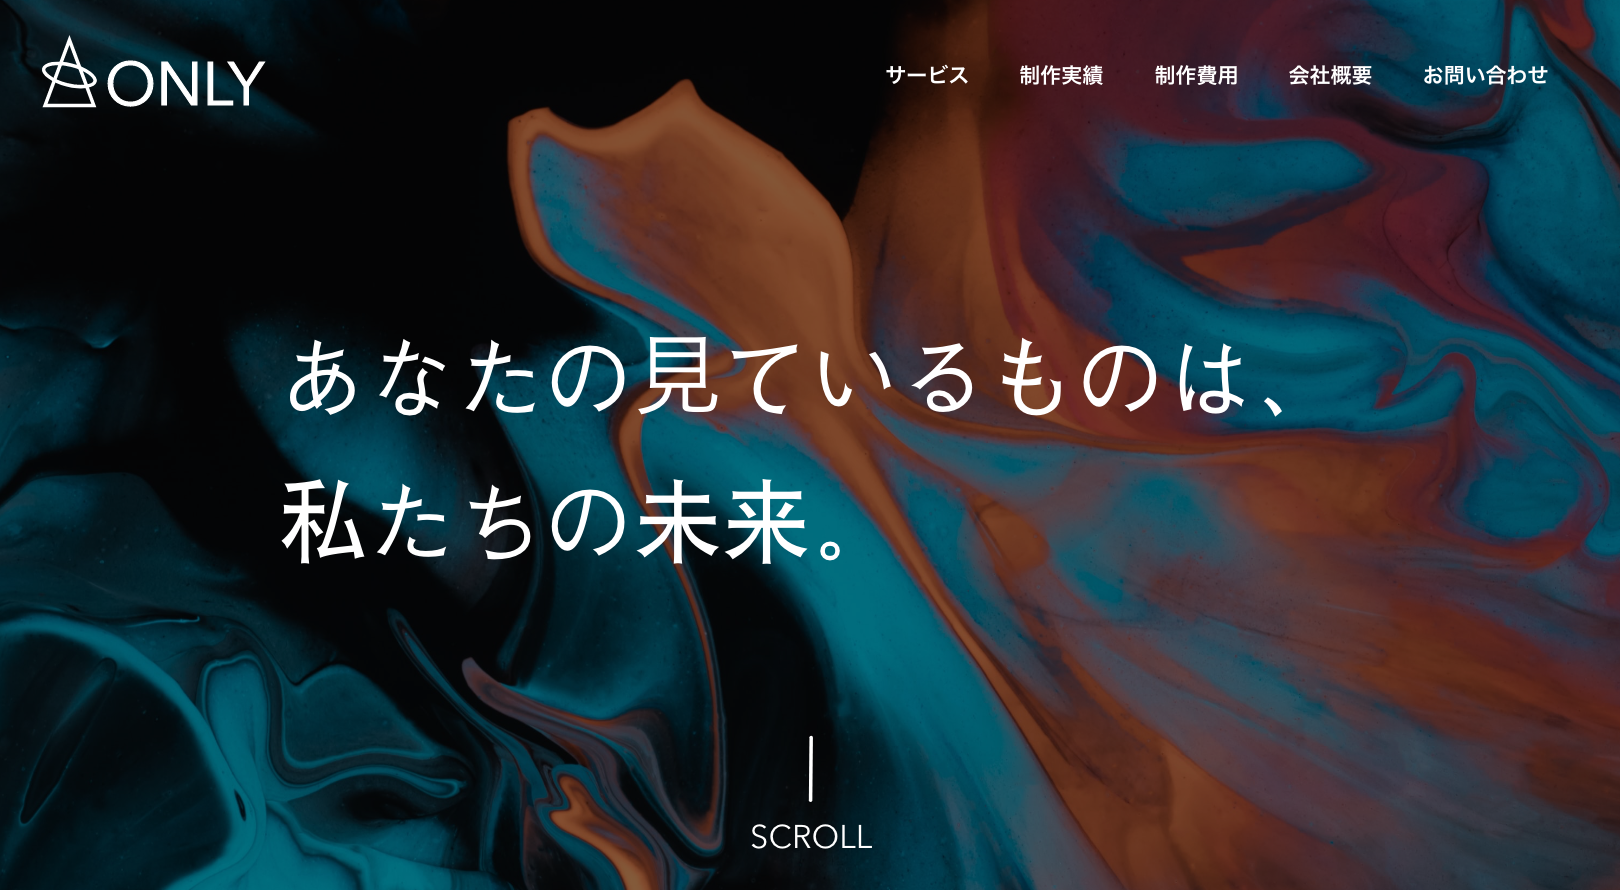 ONLY
サービス 制作実績 制作費用 会社概要 お問い合わせ
あなたの見ているものは、
私たちの未来。
SCROLL